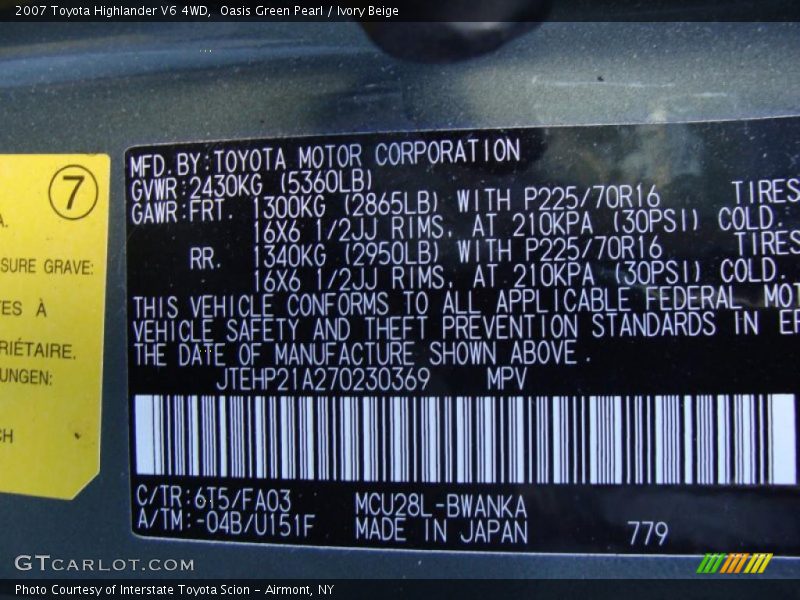 2007 Toyota Highlander V6 4WD, Oasis Green Pearl / Ivory Beige
7
A.
SURE GRAVE:
ES À
RIÉTAIRE.
UNGEN:
CH
MFD.BY:TOYOTA MOTOR CORPORATION
GVWR:2430KG (5360LB)
GAWR:FRT. 1300KG (2865LB) WITH P225/70R16 TIRES
16X6 1/2JJ RIMS, AT 210KPA (30PSI) COLD.
RR. 1340KG (2950LB) WITH P225/70R16 TIRES
16X6 1/2JJ RIMS, AT 210KPA (30PSI) COLD.
THIS VEHICLE CONFORMS TO ALL APPLICABLE FEDERAL MOT
VEHICLE SAFETY AND THEFT PREVENTION STANDARDS IN EF
THE DATE OF MANUFACTURE SHOWN ABOVE.
JTEHP21A270230369 MPV
C/TR:6T5/FA03 MCU28L-BWANKA
A/TM:-04B/U151F MADE IN JAPAN 779
GTCARLOT.COM
Photo Courtesy of Interstate Toyota Scion - Airmont, NY